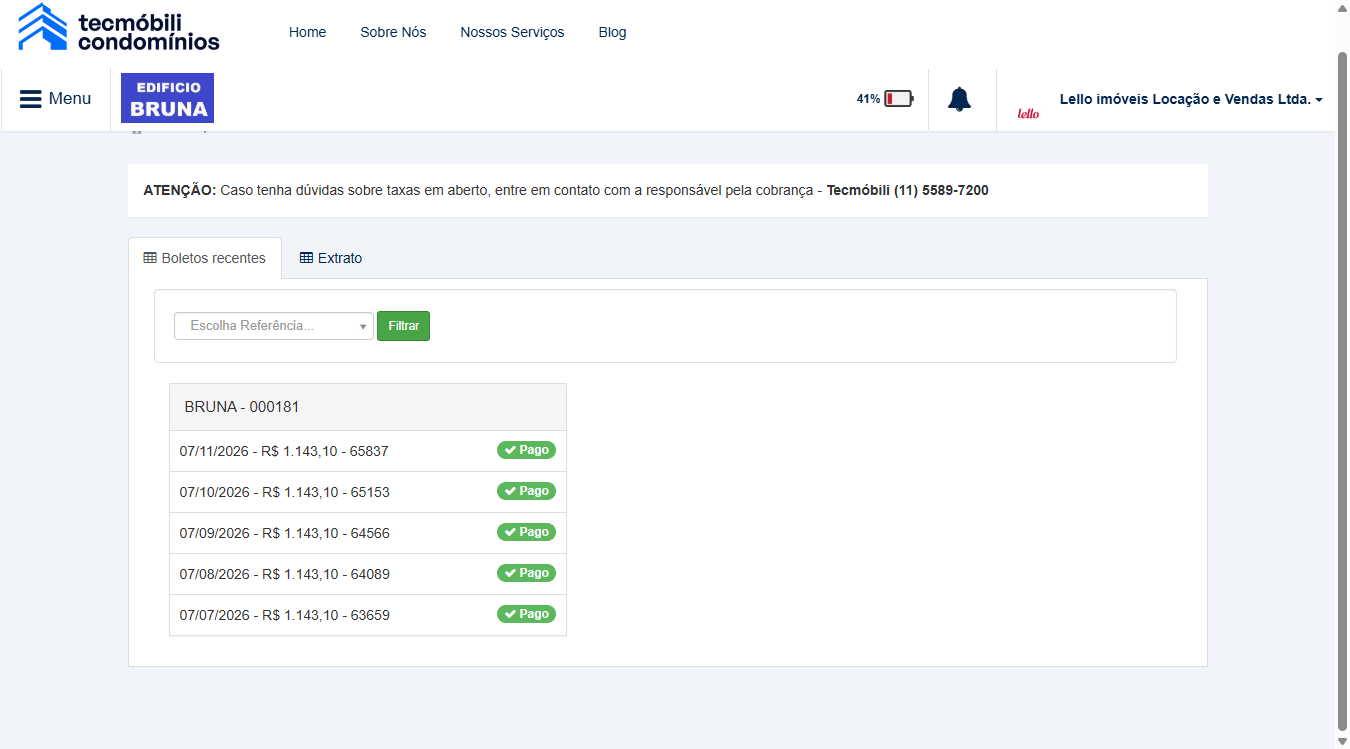 tecmóbili
condomínios
Home Sobre Nós Nossos Serviços Blog
Menu
EDIFICIO
BRUNA
41%
lello
Lello imóveis Locação e Vendas Ltda.
ATENÇÃO: Caso tenha dúvidas sobre taxas em aberto, entre em contato com a responsável pela cobrança - Tecmóbili (11) 5589-7200
Boletos recentes Extrato
Escolha Referência... Filtrar
BRUNA - 000181
07/11/2026 - R$ 1.143,10 - 65837 Pago
07/10/2026 - R$ 1.143,10 - 65153 Pago
07/09/2026 - R$ 1.143,10 - 64566 Pago
07/08/2026 - R$ 1.143,10 - 64089 Pago
07/07/2026 - R$ 1.143,10 - 63659 Pago